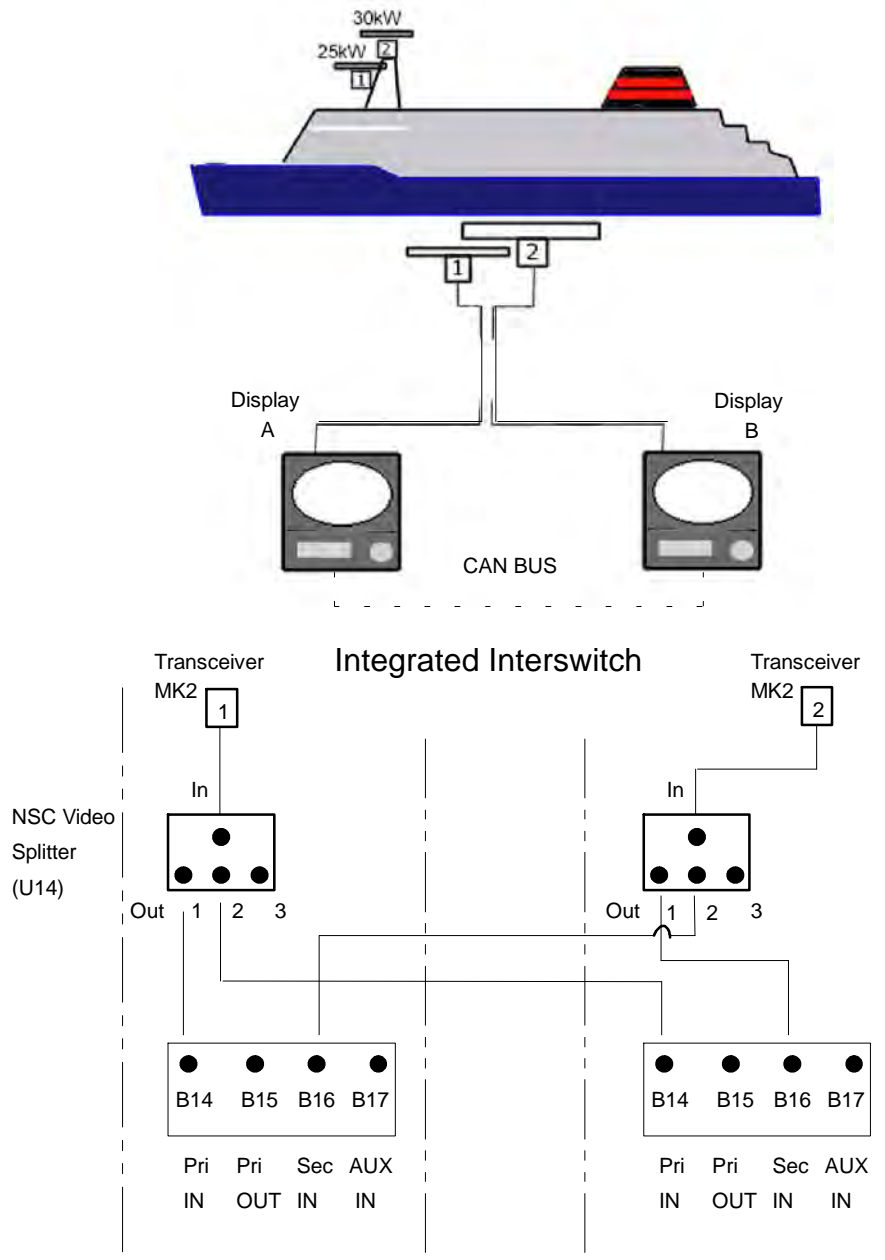 30kW
2
25kW
1
1
2
Display
A
Display
B
CAN BUS
Integrated Interswitch
Transceiver
MK2
1
Transceiver
MK2
2
NSC Video
Splitter
(U14)
In
In
Out 1 2 3
Out 1 2 3
B14 B15 B16 B17
B14 B15 B16 B17
Pri Pri Sec AUX
IN OUT IN IN
Pri Pri Sec AUX
IN OUT IN IN